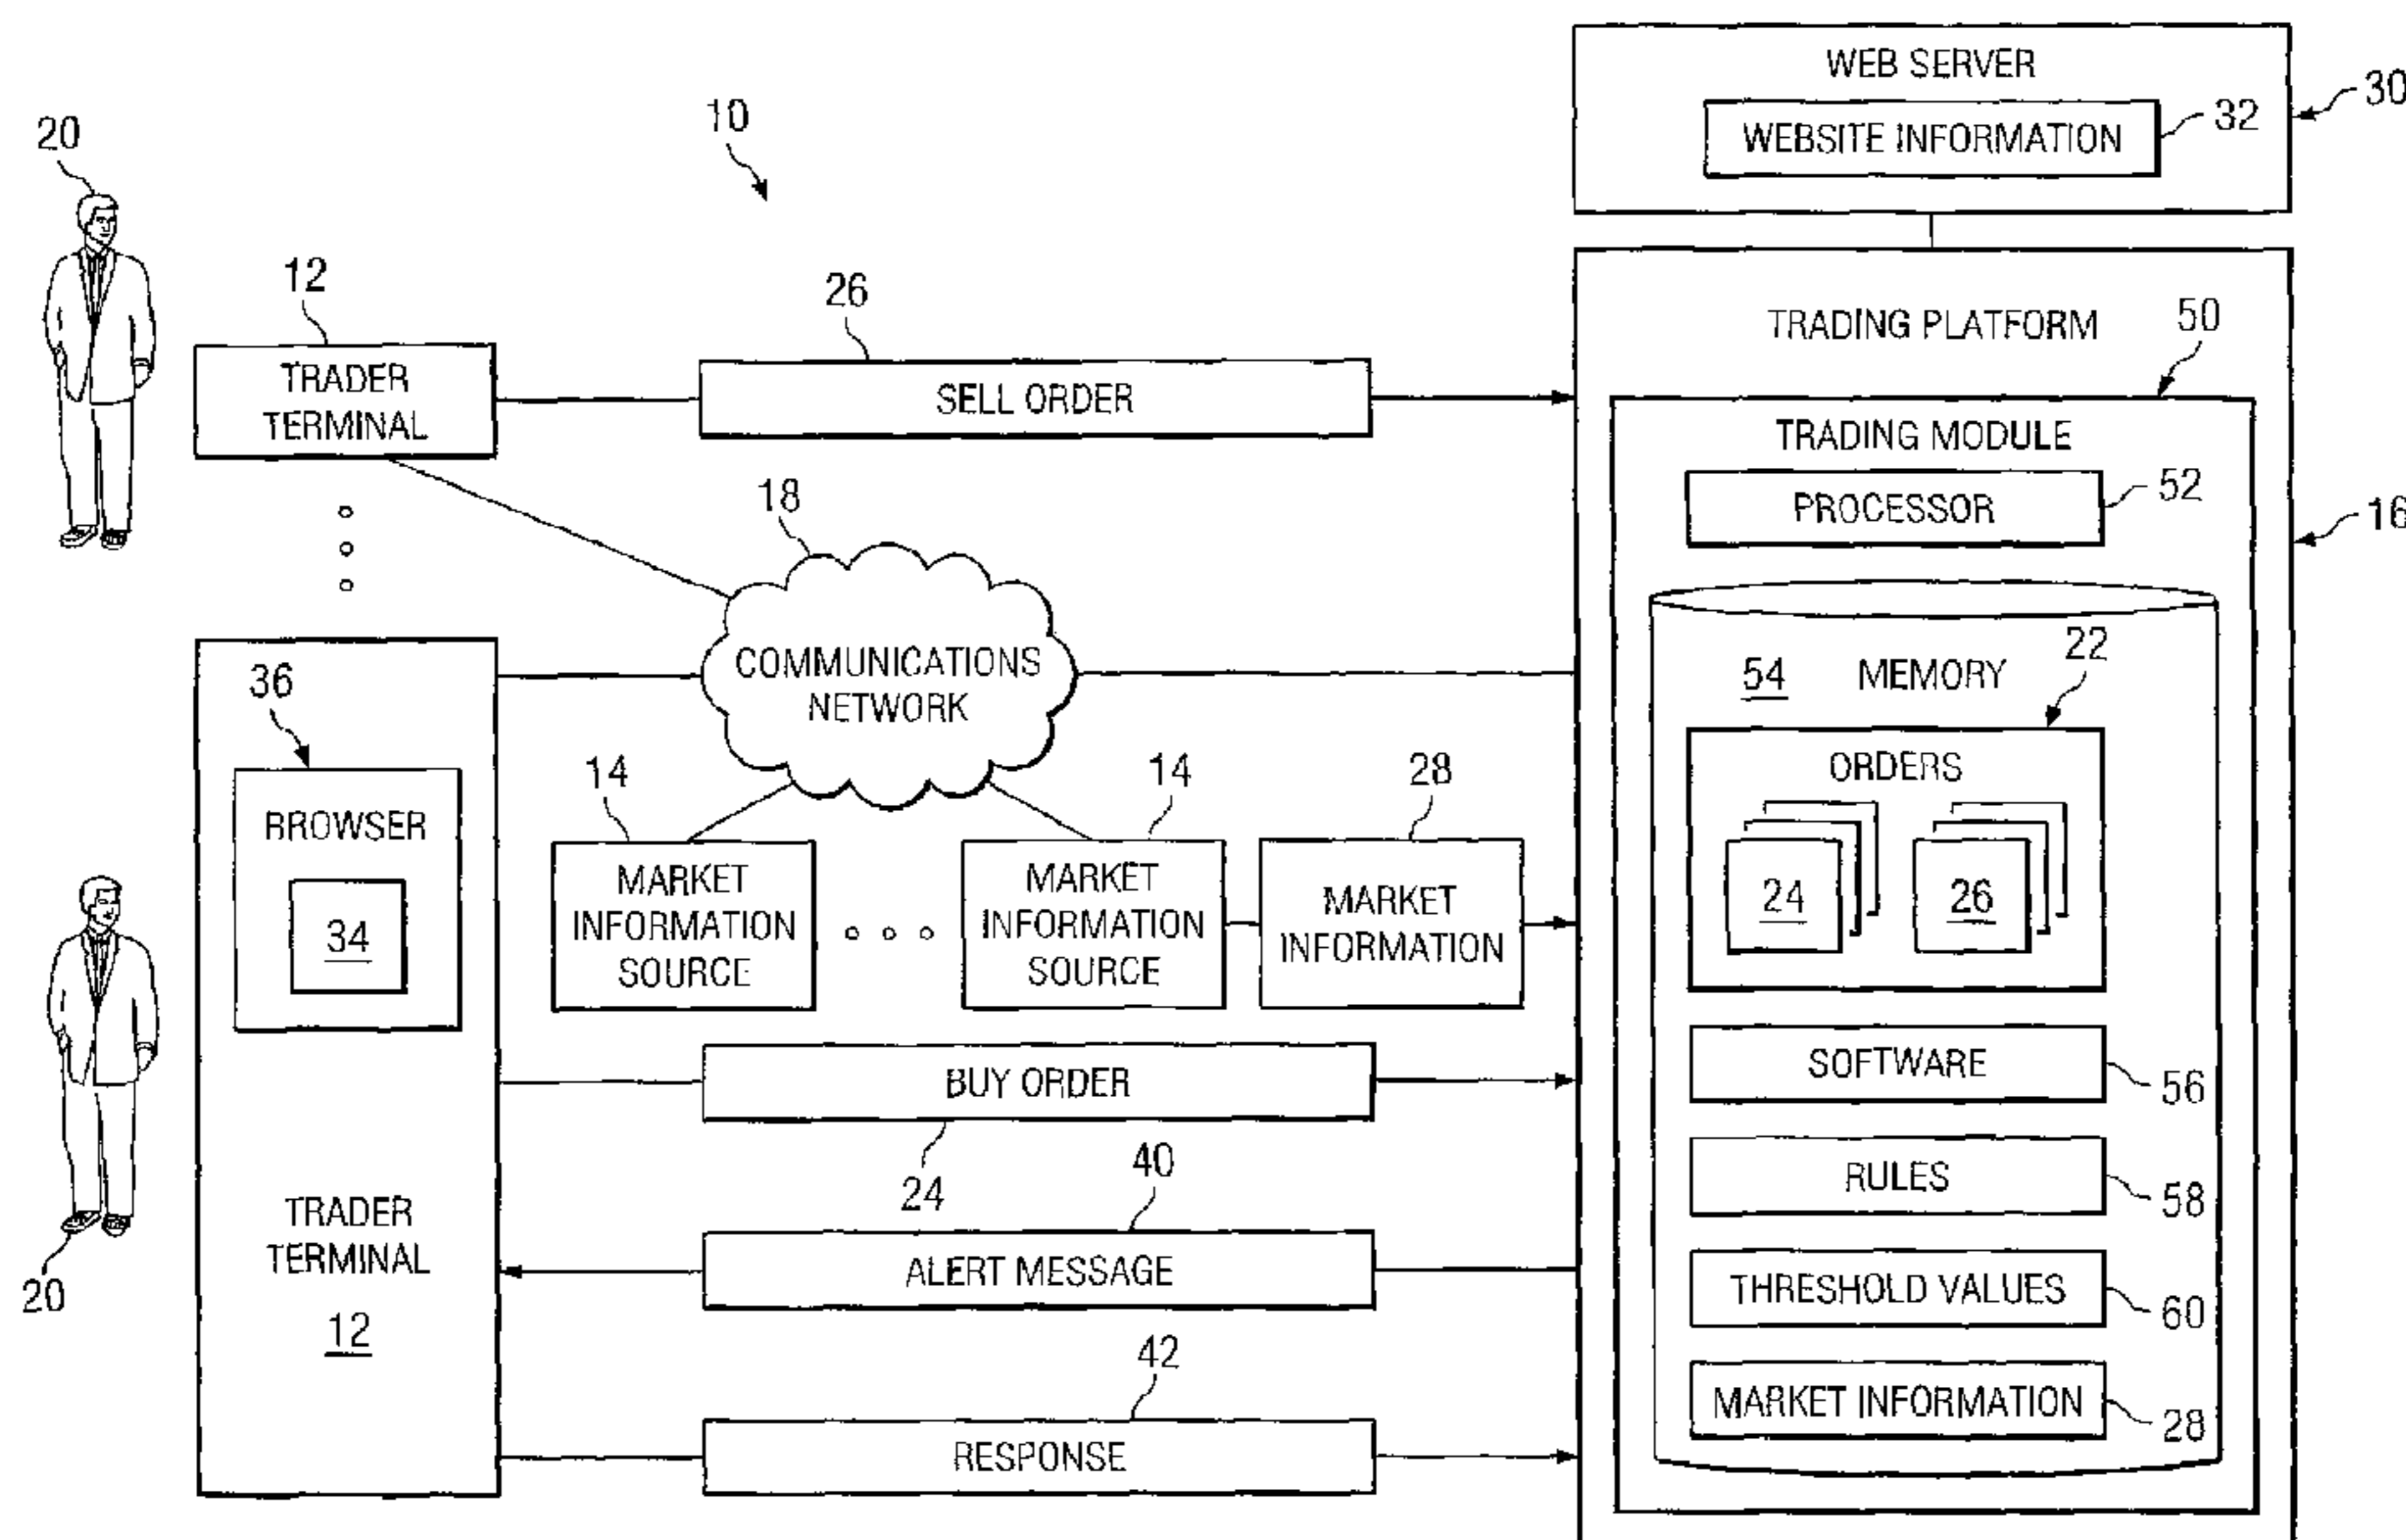 WEB SERVER
30
WEBSITE INFORMATION
32
10
20
12
TRADER
TERMINAL
26
SELL ORDER
TRADING PLATFORM
50
TRADING MODULE
PROCESSOR
52
16
18
COMMUNICATIONS
NETWORK
54
MEMORY
22
ORDERS
24
26
36
BROWSER
34
14
MARKET
INFORMATION
SOURCE
14
MARKET
INFORMATION
SOURCE
28
MARKET
INFORMATION
BUY ORDER
24
SOFTWARE
56
RULES
58
20
TRADER
TERMINAL
12
40
ALERT MESSAGE
THRESHOLD VALUES
60
42
RESPONSE
MARKET INFORMATION
28